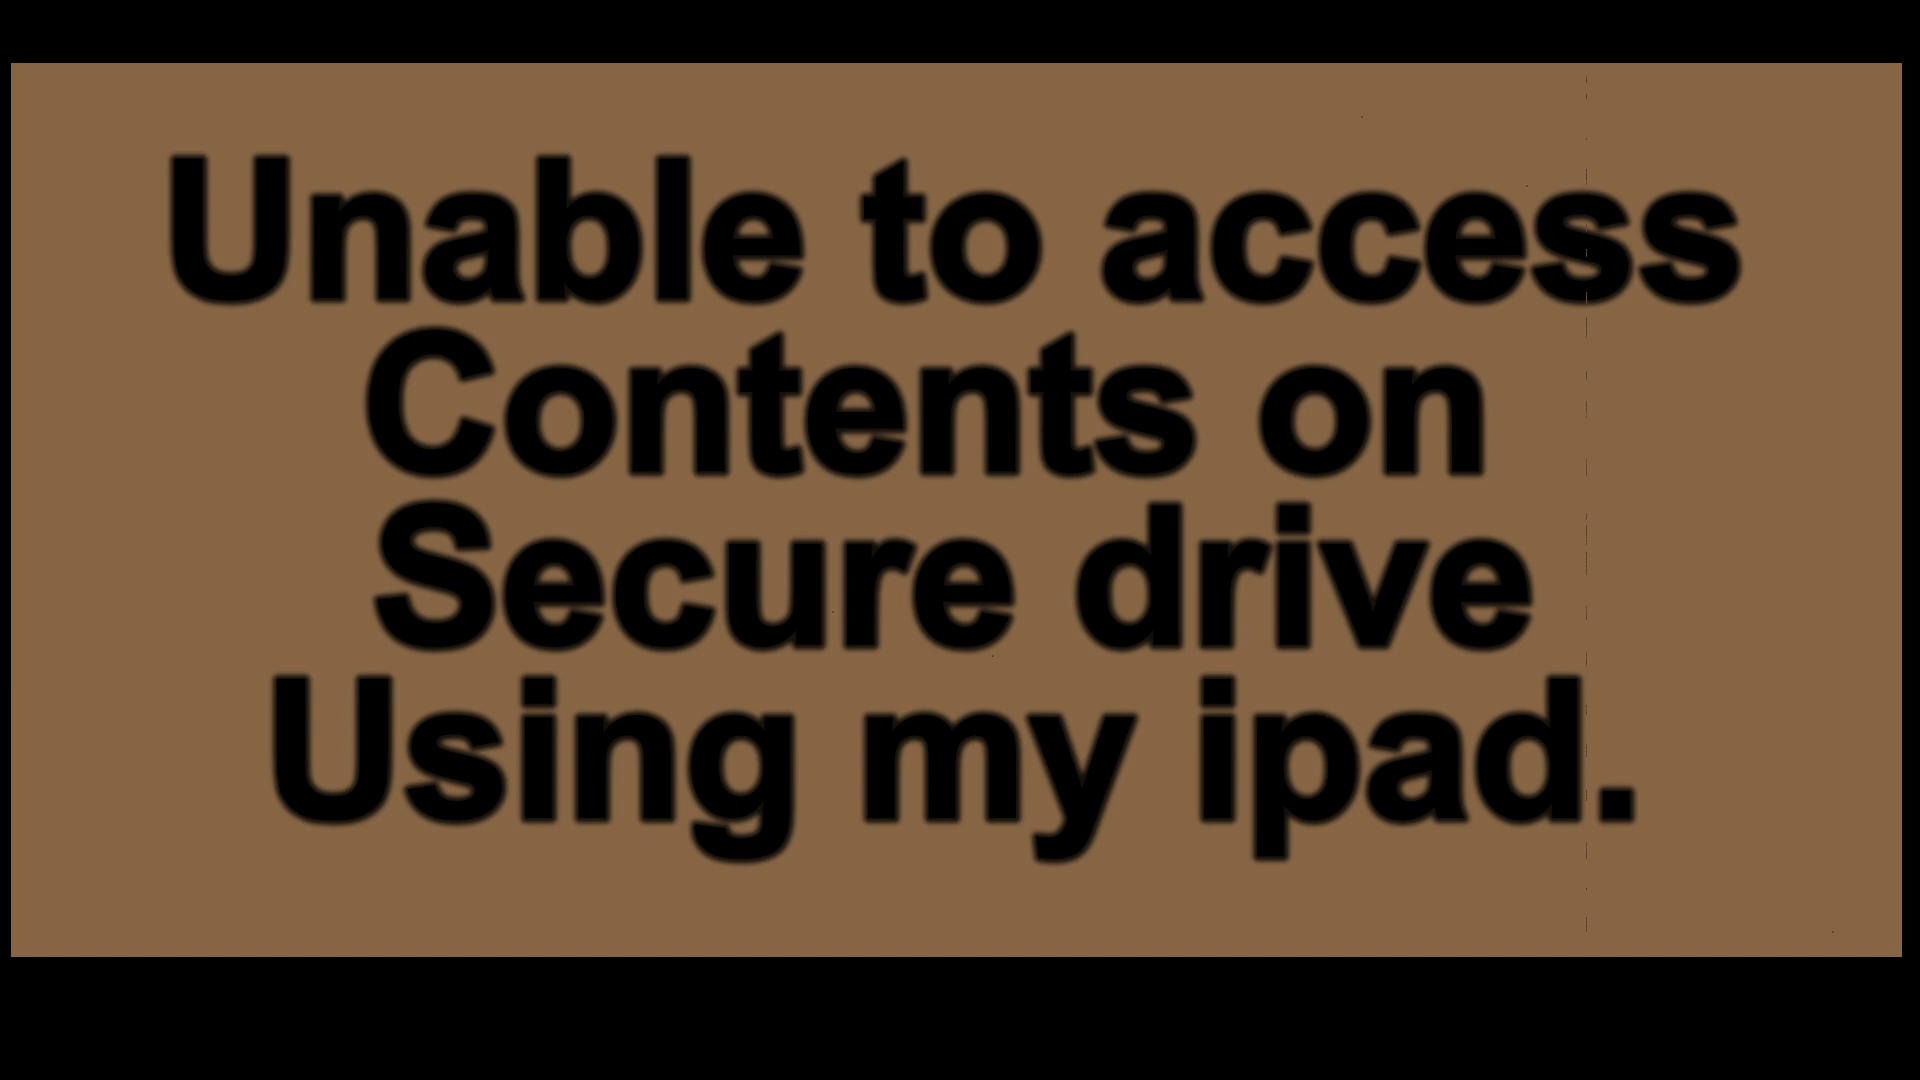 Unable to access
Contents on
Secure drive
Using my ipad.